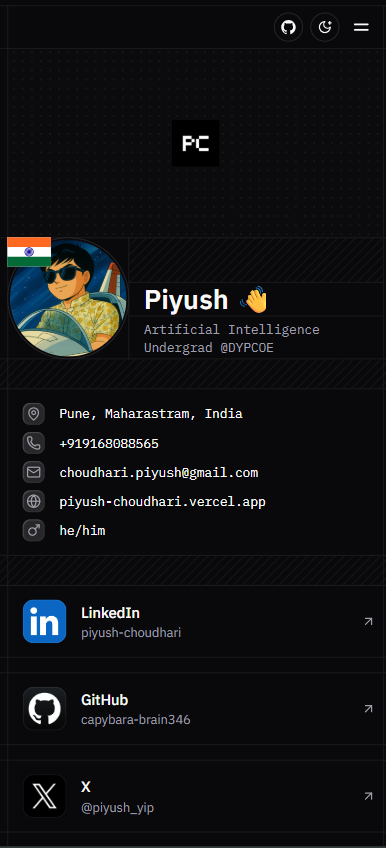 PC
Piyush 👋
Artificial Intelligence
Undergrad @DYPCOE
Pune, Maharastram, India
+919168088565
choudhari.piyush@gmail.com
piyush-choudhari.vercel.app
he/him
in
LinkedIn
piyush-choudhari
GitHub
capybara-brain346
X
@piyush_yip